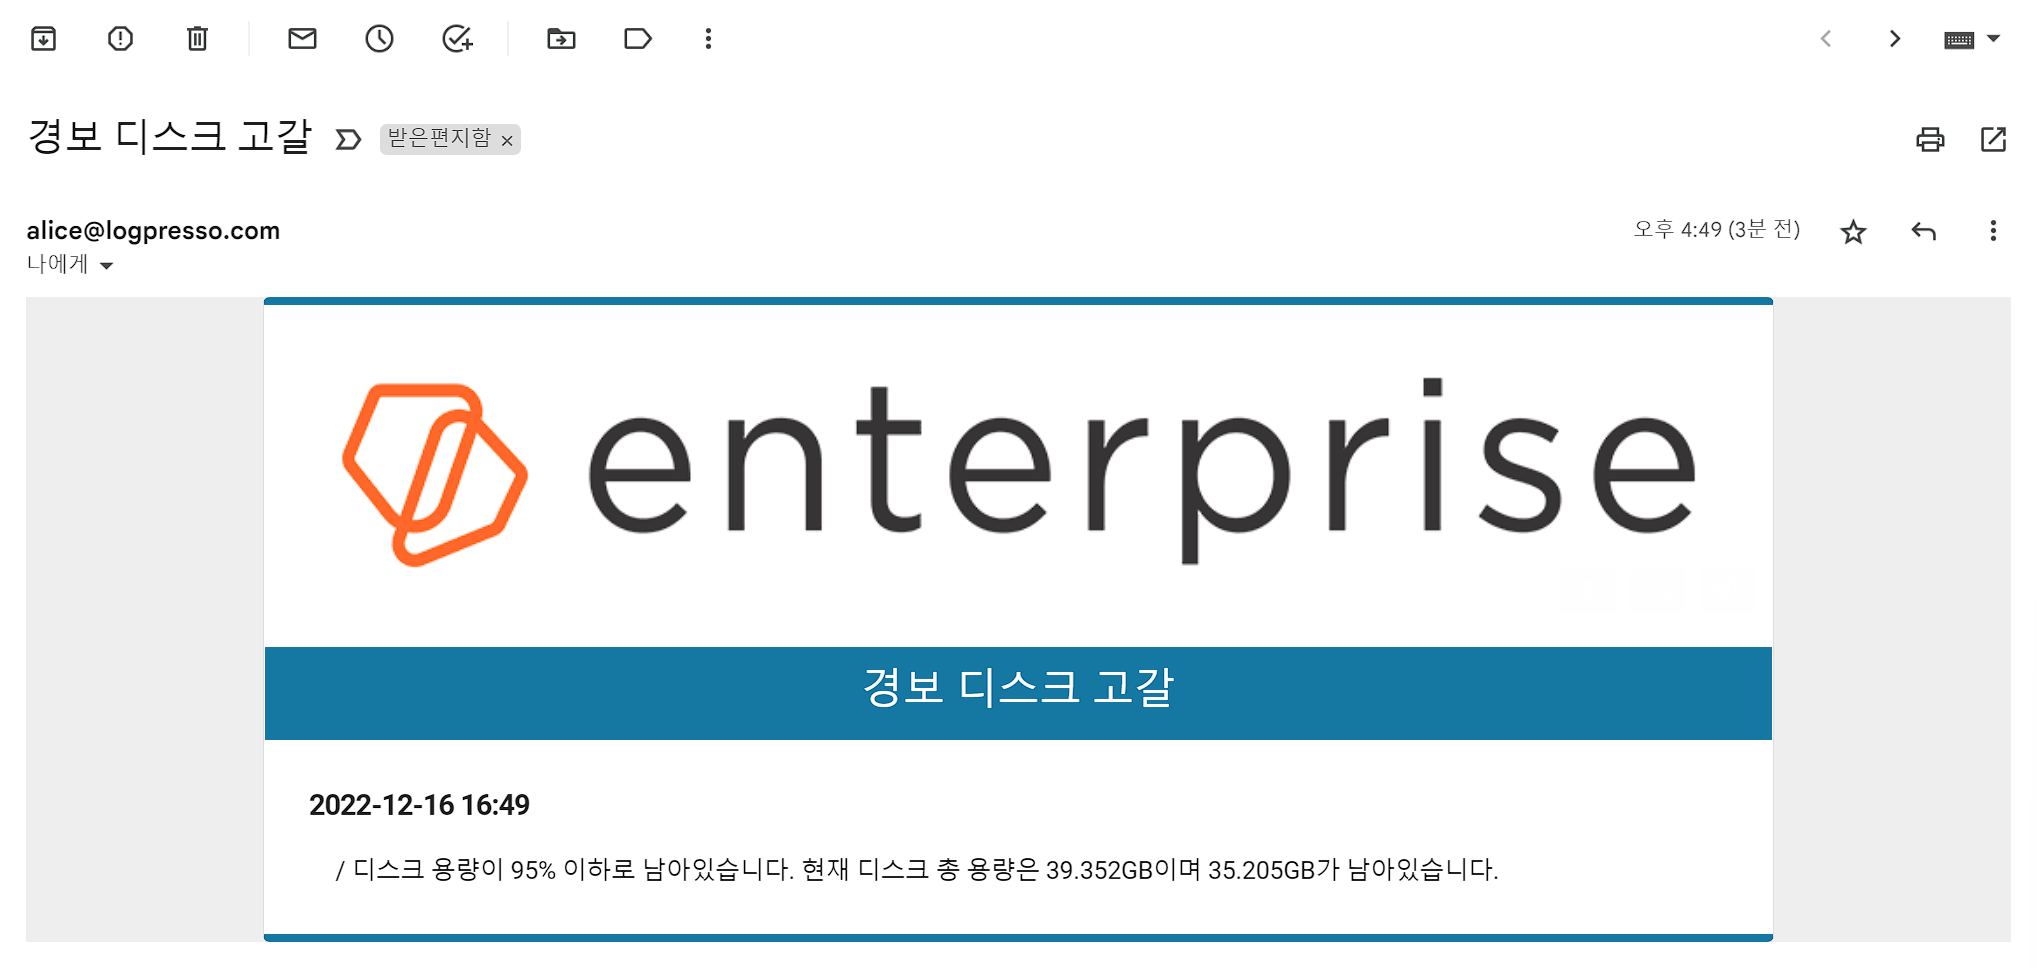 경보 디스크 고갈
받은편지함 ×
alice@logpresso.com
오후 4:49 (3분 전)
나에게
enterprise
경보 디스크 고갈
2022-12-16 16:49
/ 디스크 용량이 95% 이하로 남아있습니다. 현재 디스크 총 용량은 39.352GB이며 35.205GB가 남아있습니다.